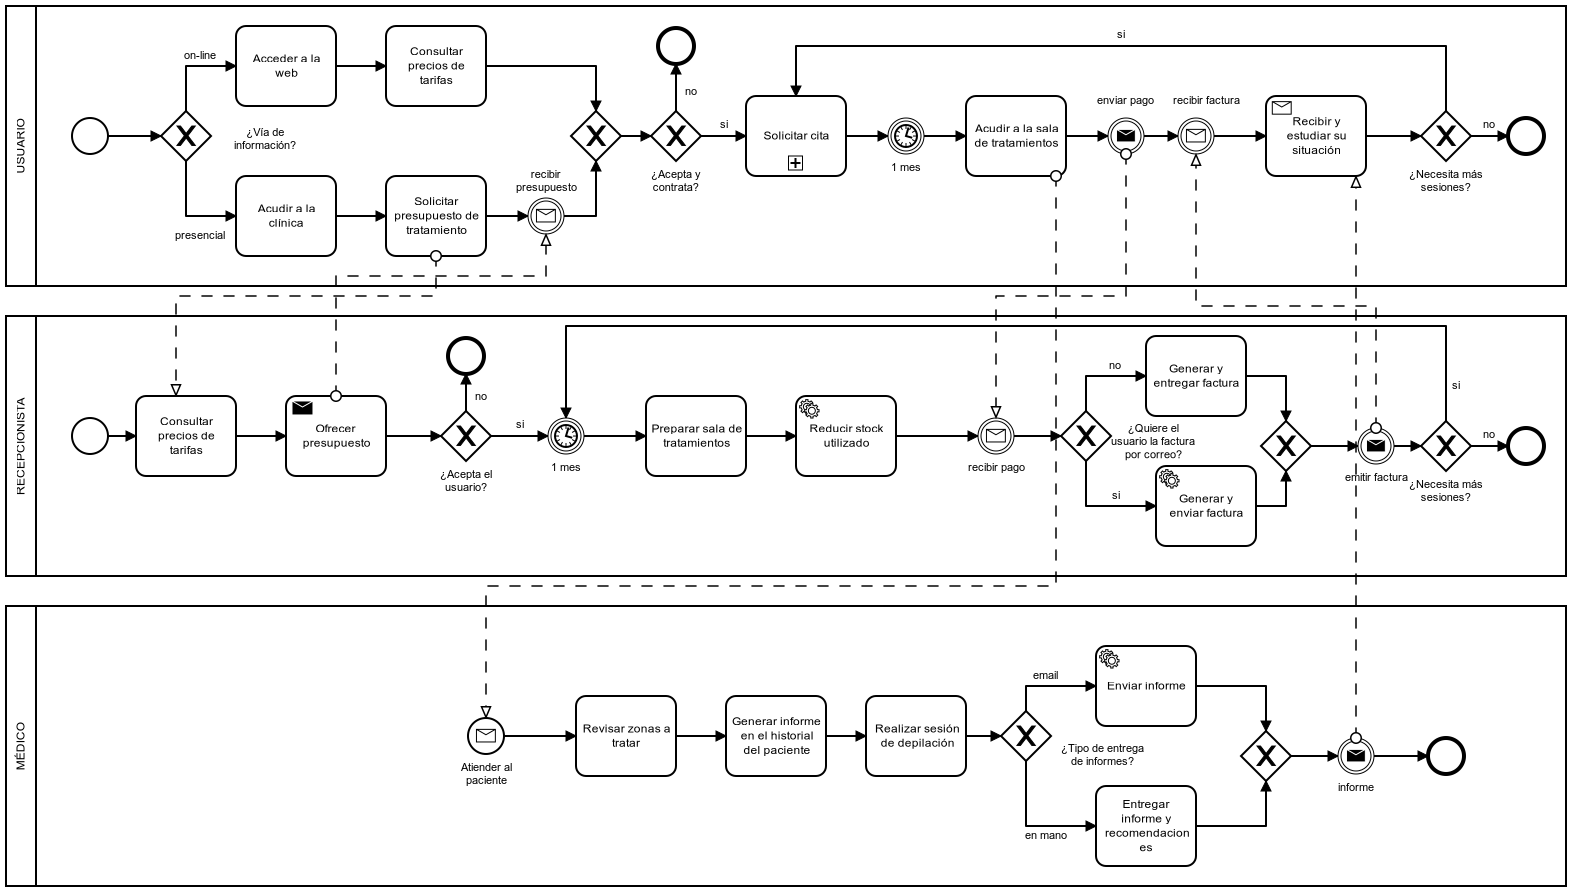 USUARIO
on-line
Acceder a la
web
Consultar
precios de
tarifas
¿Vía de
información?
presencial
Acudir a la
clínica
Solicitar
presupuesto de
tratamiento
recibir
presupuesto
no
si
¿Acepta y
contrata?
Solicitar cita
1 mes
si
Acudir a la sala
de tratamientos
enviar pago
recibir factura
Recibir y
estudiar su
situación
no
¿Necesita más
sesiones?
RECEPCIONISTA
Consultar
precios de
tarifas
Ofrecer
presupuesto
no
si
¿Acepta el
usuario?
1 mes
Preparar sala de
tratamientos
Reducir stock
utilizado
recibir pago
no
Generar y
entregar factura
¿Quiere el
usuario la factura
por correo?
si
Generar y
enviar factura
emitir factura
si
no
¿Necesita más
sesiones?
MÉDICO
Atiender al
paciente
Revisar zonas a
tratar
Generar informe
en el historial
del paciente
Realizar sesión
de depilación
email
Enviar informe
¿Tipo de entrega
de informes?
en mano
Entregar
informe y
recomendacion
es
informe